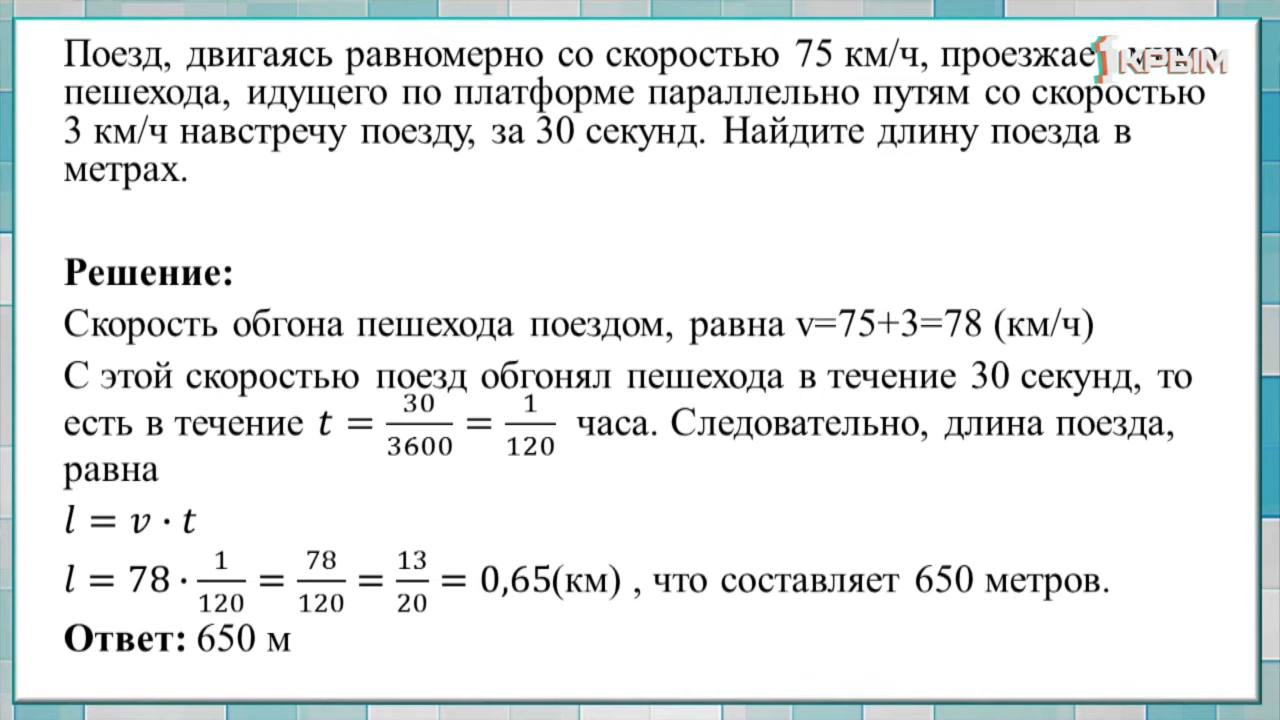 Поезд, двигаясь равномерно со скоростью 75 км/ч, проезжает мимо
пешехода, идущего по платформе параллельно путям со скоростью
3 км/ч навстречу поезду, за 30 секунд. Найдите длину поезда в
метрах.
1 КРЫМ
Решение:
Скорость обгона пешехода поездом, равна v=75+3=78 (км/ч)
С этой скоростью поезд обгонял пешехода в течение 30 секунд, то
есть в течение t = 30/3600 = 1/120 часа. Следовательно, длина поезда,
равна
l = v · t
l = 78 · 1/120 = 78/120 = 13/20 = 0,65(км) , что составляет 650 метров.
Ответ: 650 м